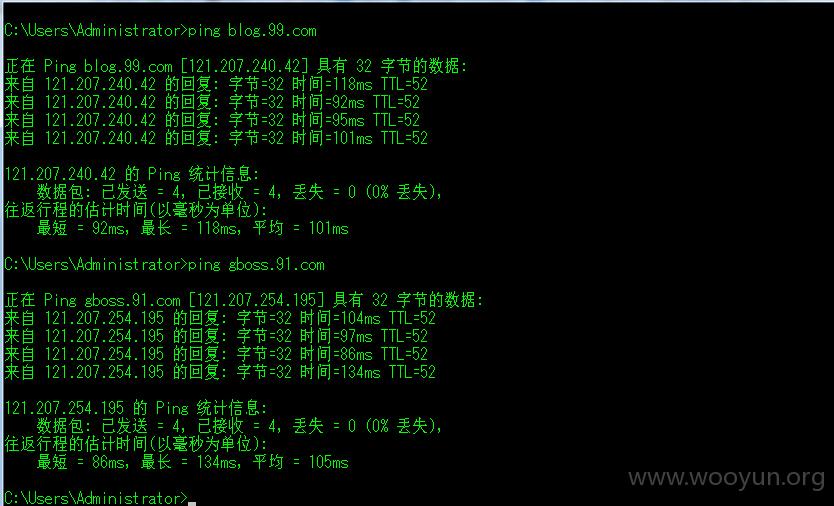 C:\Users\Administrator>ping blog.99.com
正在 Ping blog.99.com [121.207.240.42] 具有 32 字节的数据:
来自 121.207.240.42 的回复: 字节=32 时间=118ms TTL=52
来自 121.207.240.42 的回复: 字节=32 时间=92ms TTL=52
来自 121.207.240.42 的回复: 字节=32 时间=95ms TTL=52
来自 121.207.240.42 的回复: 字节=32 时间=101ms TTL=52
121.207.240.42 的 Ping 统计信息:
数据包: 已发送 = 4, 已接收 = 4, 丢失 = 0 (0% 丢失),
往返行程的估计时间(以毫秒为单位):
最短 = 92ms, 最长 = 118ms, 平均 = 101ms
C:\Users\Administrator>ping gboss.91.com
正在 Ping gboss.91.com [121.207.254.195] 具有 32 字节的数据:
来自 121.207.254.195 的回复: 字节=32 时间=104ms TTL=52
来自 121.207.254.195 的回复: 字节=32 时间=97ms TTL=52
来自 121.207.254.195 的回复: 字节=32 时间=86ms TTL=52
来自 121.207.254.195 的回复: 字节=32 时间=134ms TTL=52
121.207.254.195 的 Ping 统计信息:
数据包: 已发送 = 4, 已接收 = 4, 丢失 = 0 (0% 丢失),
往返行程的估计时间(以毫秒为单位):
最短 = 86ms, 最长 = 134ms, 平均 = 105ms
www.wooyun.org
C:\Users\Administrator>